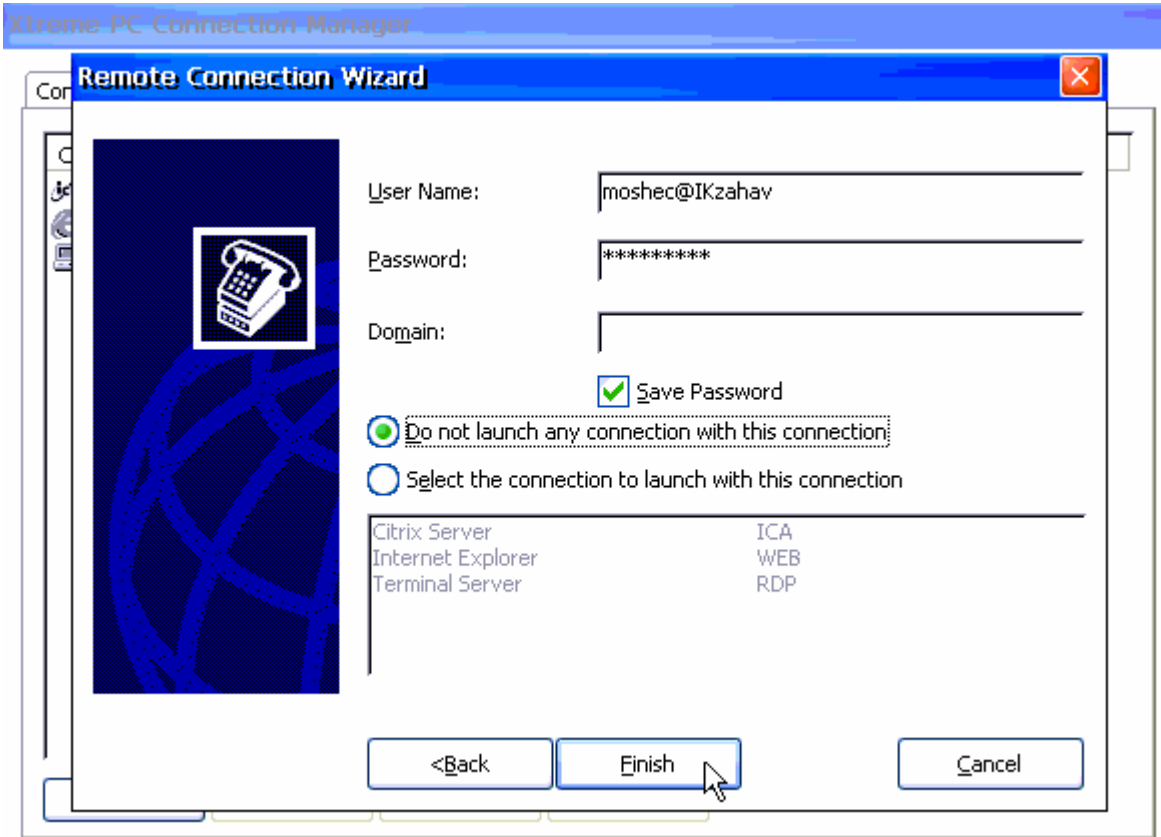 Xtreme PC Connection Manager
Remote Connection Wizard
User Name: moshec@IKzahav
Password: *********
Domain:
Save Password
Do not launch any connection with this connection
Select the connection to launch with this connection
Citrix Server ICA
Internet Explorer WEB
Terminal Server RDP
<Back Finish Cancel